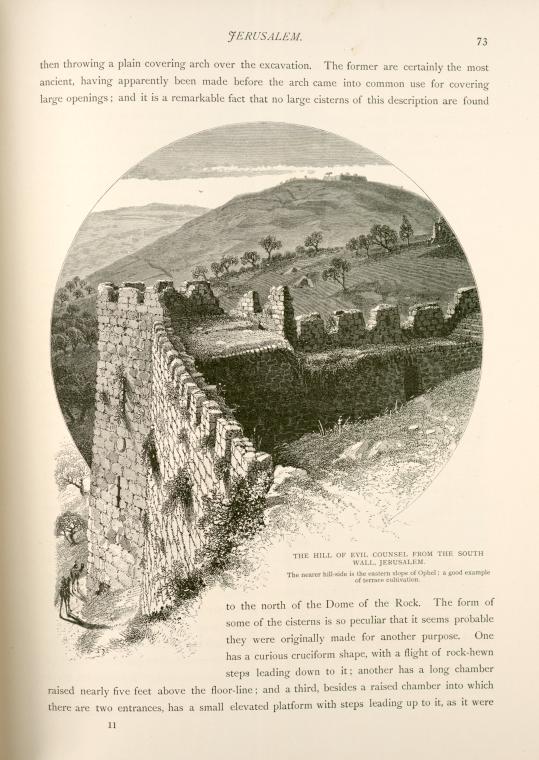 JERUSALEM.
73
then throwing a plain covering arch over the excavation. The former are certainly the most
ancient, having apparently been made before the arch came into common use for covering
large openings; and it is a remarkable fact that no large cisterns of this description are found
THE HILL OF EVIL COUNSEL FROM THE SOUTH
WALL, JERUSALEM.
The nearer hill-side is the eastern slope of Ophel; a good example
of terrace cultivation.
to the north of the Dome of the Rock. The form of
some of the cisterns is so peculiar that it seems probable
they were originally made for another purpose. One
has a curious cruciform shape, with a flight of rock-hewn
steps leading down to it; another has a long chamber
raised nearly five feet above the floor-line; and a third, besides a raised chamber into which
there are two entrances, has a small elevated platform with steps leading up to it, as it were
11